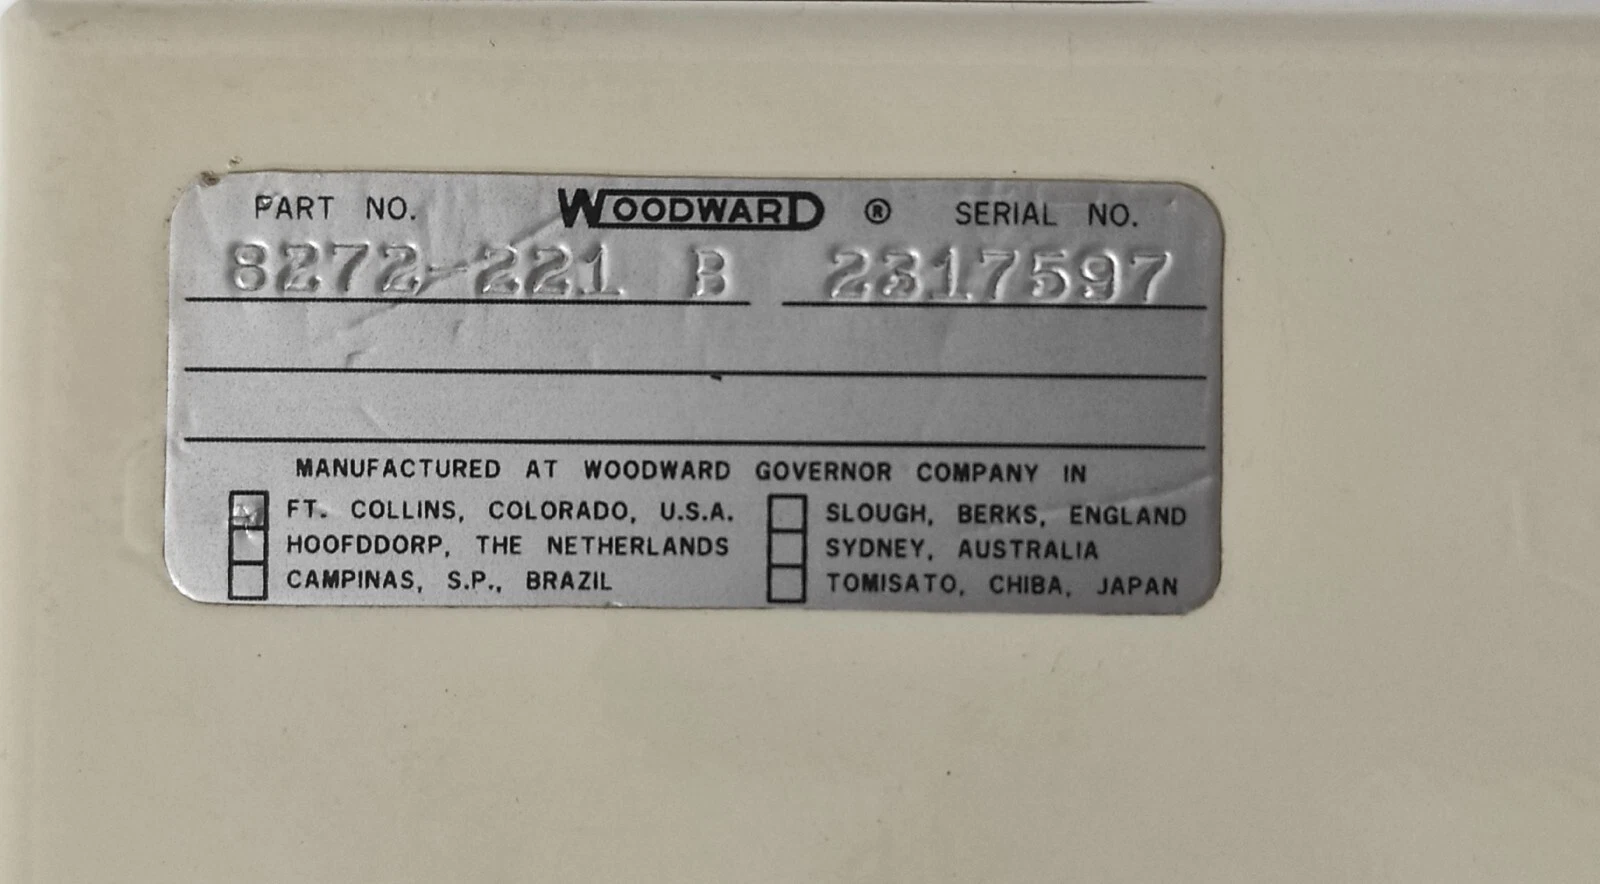 PART NO. WOODWARD ® SERIAL NO.
8272-221 B 2317597
MANUFACTURED AT WOODWARD GOVERNOR COMPANY IN
FT. COLLINS, COLORADO, U.S.A. SLOUGH, BERKS, ENGLAND
HOOFDDORP, THE NETHERLANDS SYDNEY, AUSTRALIA
CAMPINAS, S.P., BRAZIL TOMISATO, CHIBA, JAPAN